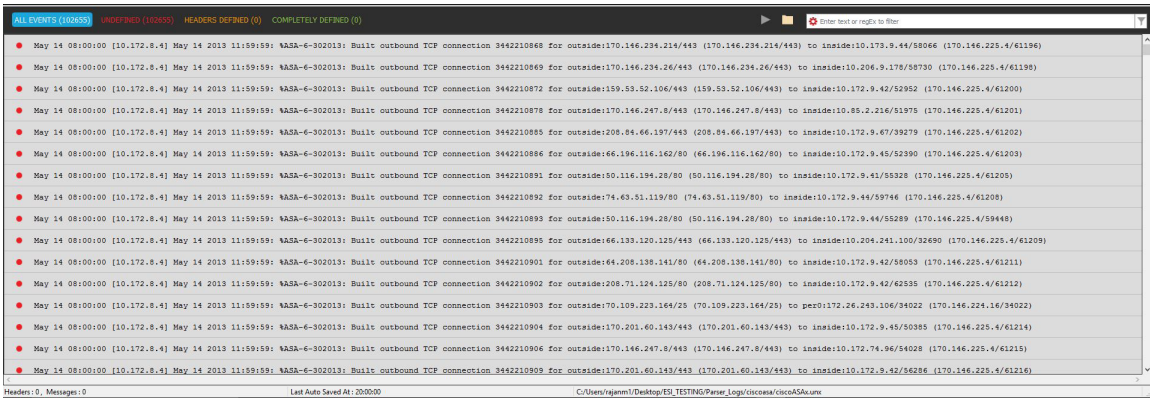 ALL EVENTS (102655) UNDEFINED (102655) HEADERS DEFINED (0) COMPLETELY DEFINED (0) Enter text or regEx to filter
May 14 08:00:00 [10.172.8.4] May 14 2013 11:59:59: %ASA-6-302013: Built outbound TCP connection 3442210868 for outside:170.146.234.214/443 (170.146.234.214/443) to inside:10.173.9.44/58066 (170.146.225.4/61196)
May 14 08:00:00 [10.172.8.4] May 14 2013 11:59:59: %ASA-6-302013: Built outbound TCP connection 3442210869 for outside:170.146.234.26/443 (170.146.234.26/443) to inside:10.206.9.178/58730 (170.146.225.4/61198)
May 14 08:00:00 [10.172.8.4] May 14 2013 11:59:59: %ASA-6-302013: Built outbound TCP connection 3442210872 for outside:159.53.52.106/443 (159.53.52.106/443) to inside:10.172.9.42/52952 (170.146.225.4/61200)
May 14 08:00:00 [10.172.8.4] May 14 2013 11:59:59: %ASA-6-302013: Built outbound TCP connection 3442210878 for outside:170.146.247.8/443 (170.146.247.8/443) to inside:10.85.2.216/51975 (170.146.225.4/61201)
May 14 08:00:00 [10.172.8.4] May 14 2013 11:59:59: %ASA-6-302013: Built outbound TCP connection 3442210885 for outside:208.84.66.197/443 (208.84.66.197/443) to inside:10.172.9.67/39279 (170.146.225.4/61202)
May 14 08:00:00 [10.172.8.4] May 14 2013 11:59:59: %ASA-6-302013: Built outbound TCP connection 3442210886 for outside:66.196.116.162/80 (66.196.116.162/80) to inside:10.172.9.45/52390 (170.146.225.4/61203)
May 14 08:00:00 [10.172.8.4] May 14 2013 11:59:59: %ASA-6-302013: Built outbound TCP connection 3442210891 for outside:50.116.194.28/80 (50.116.194.28/80) to inside:10.172.9.41/55328 (170.146.225.4/61205)
May 14 08:00:00 [10.172.8.4] May 14 2013 11:59:59: %ASA-6-302013: Built outbound TCP connection 3442210892 for outside:74.63.51.119/80 (74.63.51.119/80) to inside:10.172.9.44/59746 (170.146.225.4/61208)
May 14 08:00:00 [10.172.8.4] May 14 2013 11:59:59: %ASA-6-302013: Built outbound TCP connection 3442210893 for outside:50.116.194.28/80 (50.116.194.28/80) to inside:10.172.9.44/55289 (170.146.225.4/59448)
May 14 08:00:00 [10.172.8.4] May 14 2013 11:59:59: %ASA-6-302013: Built outbound TCP connection 3442210895 for outside:66.133.120.125/443 (66.133.120.125/443) to inside:10.204.241.100/32690 (170.146.225.4/61209)
May 14 08:00:00 [10.172.8.4] May 14 2013 11:59:59: %ASA-6-302013: Built outbound TCP connection 3442210901 for outside:64.208.138.141/80 (64.208.138.141/80) to inside:10.172.9.42/58053 (170.146.225.4/61211)
May 14 08:00:00 [10.172.8.4] May 14 2013 11:59:59: %ASA-6-302013: Built outbound TCP connection 3442210902 for outside:208.71.124.125/80 (208.71.124.125/80) to inside:10.172.9.42/62535 (170.146.225.4/61212)
May 14 08:00:00 [10.172.8.4] May 14 2013 11:59:59: %ASA-6-302013: Built outbound TCP connection 3442210903 for outside:70.109.223.164/25 (70.109.223.164/25) to per0:172.26.243.106/34022 (170.146.224.16/34022)
May 14 08:00:00 [10.172.8.4] May 14 2013 11:59:59: %ASA-6-302013: Built outbound TCP connection 3442210904 for outside:170.201.60.143/443 (170.201.60.143/443) to inside:10.172.9.45/50385 (170.146.225.4/61214)
May 14 08:00:00 [10.172.8.4] May 14 2013 11:59:59: %ASA-6-302013: Built outbound TCP connection 3442210906 for outside:170.146.247.8/443 (170.146.247.8/443) to inside:10.172.74.96/54028 (170.146.225.4/61215)
May 14 08:00:00 [10.172.8.4] May 14 2013 11:59:59: %ASA-6-302013: Built outbound TCP connection 3442210909 for outside:170.201.60.143/443 (170.201.60.143/443) to inside:10.172.9.42/56286 (170.146.225.4/61216)
Headers : 0 , Messages : 0 Last Auto Saved At : 20:00:00 C:/Users/rajanm1/Desktop/ESI_TESTING/Parser_Logs/ciscoasa/ciscoASAx.unx